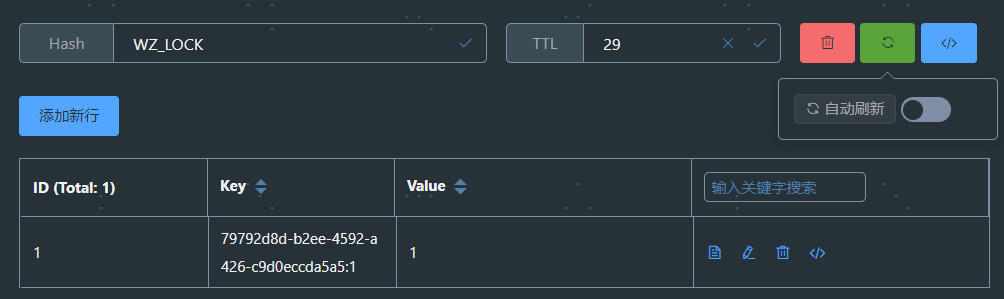 Hash WZ_LOCK TTL 29
自动刷新
添加新行
ID (Total: 1) Key Value 输入关键字搜索
1 79792d8d-b2ee-4592-a 1
426-c9d0eccda5a5:1